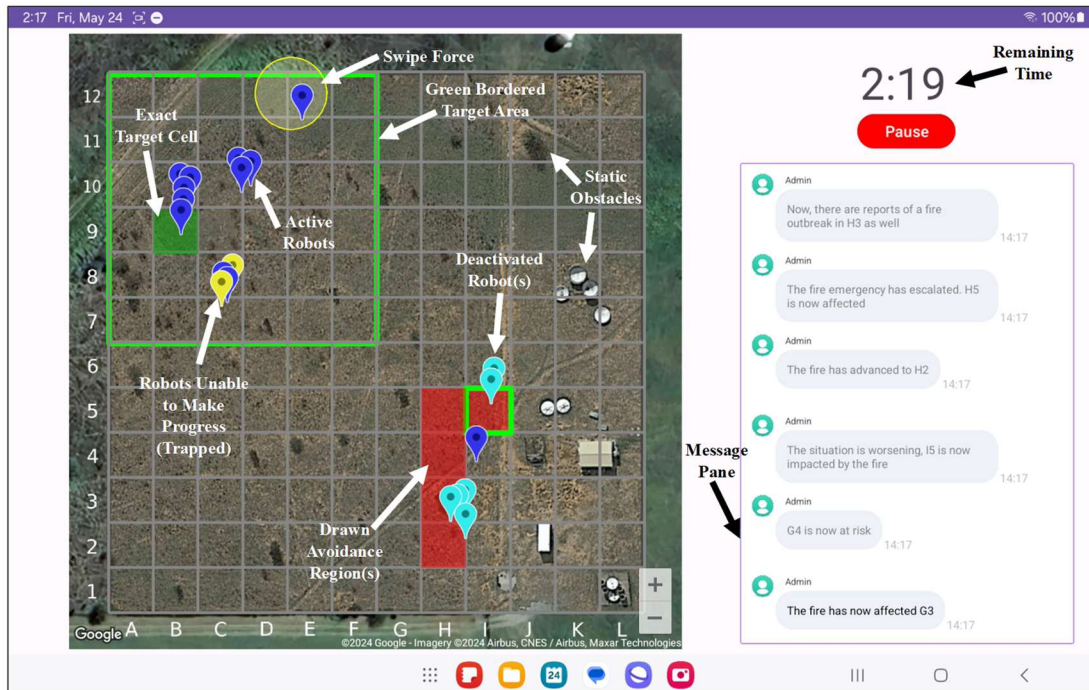 2:17 Fri, May 24
100%
Swipe Force
Green Bordered
Target Area
Exact
Target Cell
Static
Obstacles
Active
Robots
Deactivated
Robot(s)
Robots Unable
to Make
Progress
(Trapped)
Drawn
Avoidance
Region(s)
12
11
10
9
8
7
6
5
4
3
2
1
A B C D E F G H I J K L
+
−
Google
©2024 Google - Imagery ©2024 Airbus, CNES / Airbus, Maxar Technologies
Remaining
Time
2:19
Pause
Message
Pane
Admin
Now, there are reports of a fire
outbreak in H3 as well
14:17
Admin
The fire emergency has escalated. H5
is now affected
14:17
Admin
The fire has advanced to H2
14:17
Admin
The situation is worsening, I5 is now
impacted by the fire
14:17
Admin
G4 is now at risk
14:17
Admin
The fire has now affected G3
14:17
24